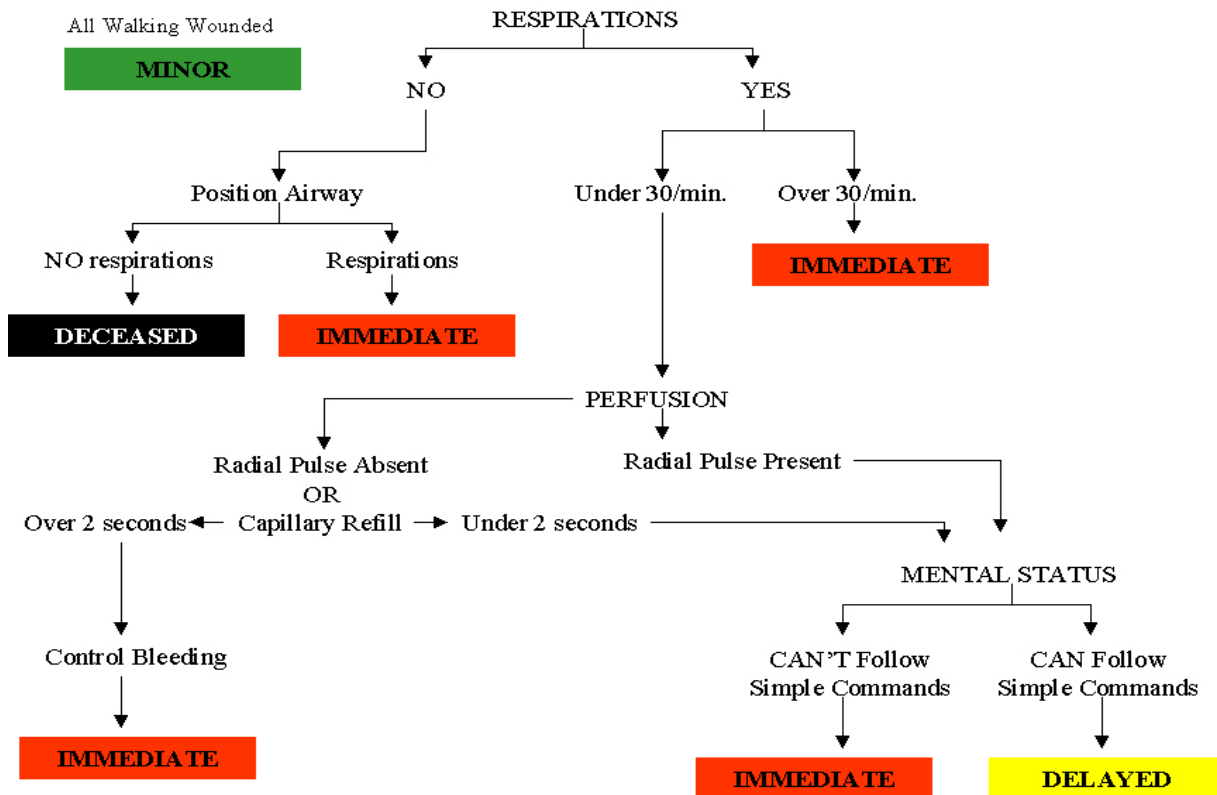 RESPIRATIONS
All Walking Wounded
MINOR
NO
YES
Position Airway
Under 30/min.
Over 30/min.
NO respirations
Respirations
IMMEDIATE
DECEASED
IMMEDIATE
PERFUSION
Radial Pulse Absent
Radial Pulse Present
OR
Over 2 seconds
Capillary Refill
Under 2 seconds
MENTAL STATUS
Control Bleeding
CAN'T Follow
Simple Commands
CAN Follow
Simple Commands
IMMEDIATE
IMMEDIATE
DELAYED